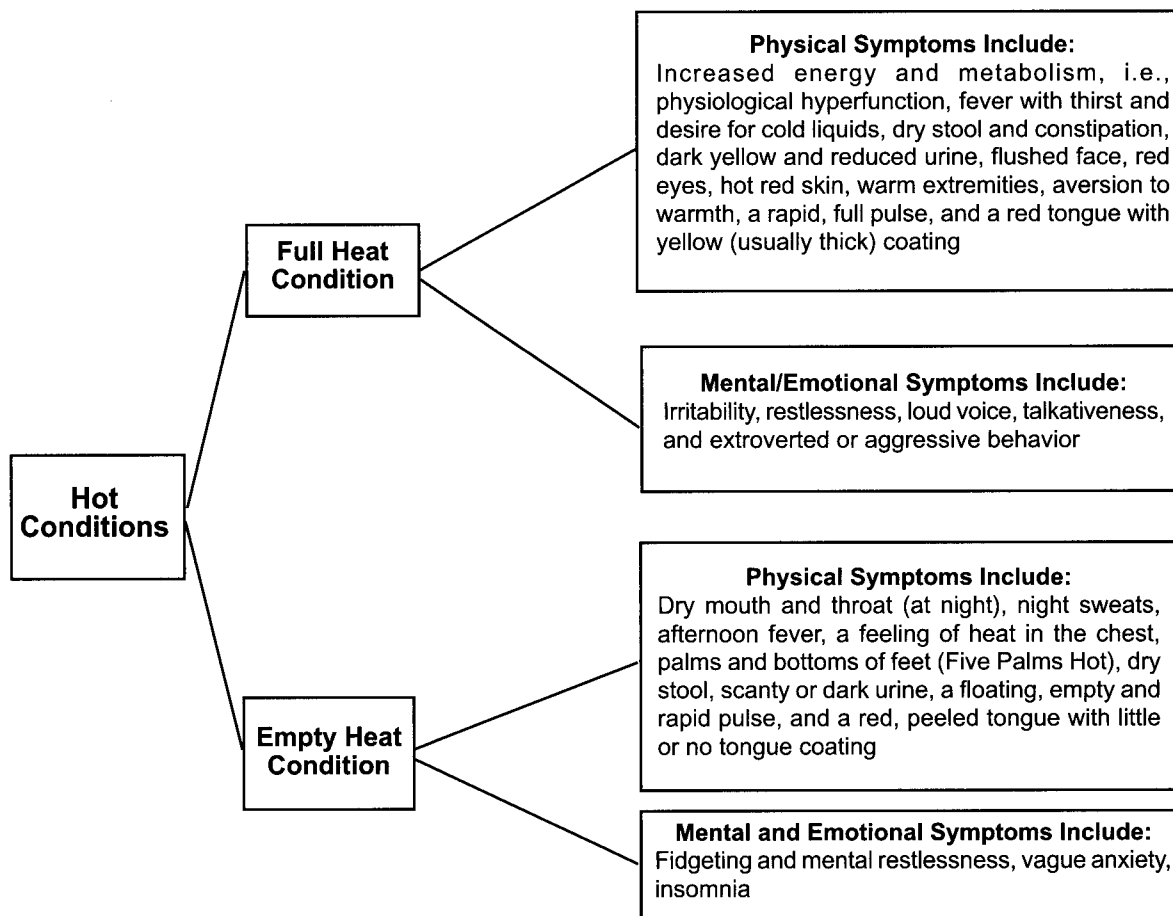 Hot
Conditions
Full Heat
Condition
Physical Symptoms Include:
Increased energy and metabolism, i.e.,
physiological hyperfunction, fever with thirst and
desire for cold liquids, dry stool and constipation,
dark yellow and reduced urine, flushed face, red
eyes, hot red skin, warm extremities, aversion to
warmth, a rapid, full pulse, and a red tongue with
yellow (usually thick) coating
Mental/Emotional Symptoms Include:
Irritability, restlessness, loud voice, talkativeness,
and extroverted or aggressive behavior
Empty Heat
Condition
Physical Symptoms Include:
Dry mouth and throat (at night), night sweats,
afternoon fever, a feeling of heat in the chest,
palms and bottoms of feet (Five Palms Hot), dry
stool, scanty or dark urine, a floating, empty and
rapid pulse, and a red, peeled tongue with little
or no tongue coating
Mental and Emotional Symptoms Include:
Fidgeting and mental restlessness, vague anxiety,
insomnia